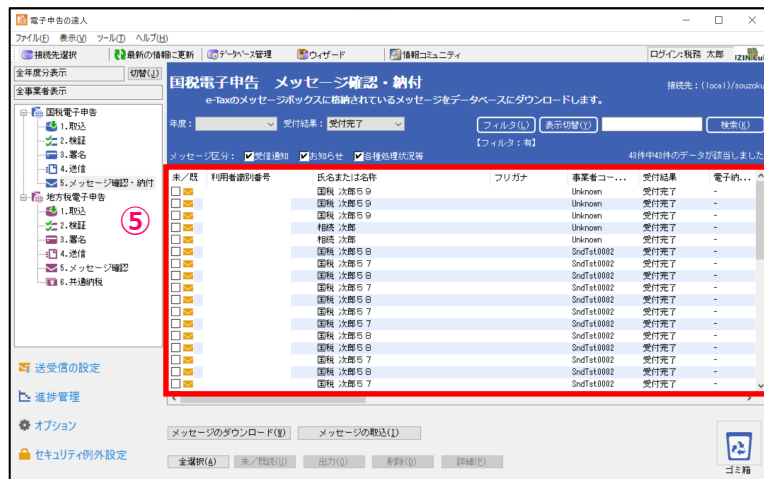 電子申告の達人
ファイル(F) 表示(V) ツール(T) ヘルプ(H)
接続先選択 最新の情報に更新 データベース管理 ウィザード 情報コミュニティ ログイン:税務 太郎
全年度分表示 切替(J)
全事業者表示
国税電子申告
1.取込
2.検証
3.署名
4.送信
5.メッセージ確認・納付
地方税電子申告
1.取込
2.検証
3.署名
4.送信
5.メッセージ確認
6.共通納税
⑤
送受信の設定
進捗管理
オプション
セキュリティ例外設定
国税電子申告 メッセージ確認・納付
接続先:(local)/souzoku
e-Taxのメッセージボックスに格納されているメッセージをデータベースにダウンロードします。
年度: 受付結果: 受付完了 フィルタ(L) 表示切替(Y) 検索(K)
【フィルタ:有】
メッセージ区分: 受信通知 お知らせ 各種処理状況等 43件中43件のデータが該当しました
未/既 利用者識別番号 氏名または名称 フリガナ 事業者コー... 受付結果 電子納...
国税 次郎59 Unknown 受付完了 -
国税 次郎59 Unknown 受付完了 -
国税 次郎59 Unknown 受付完了 -
相続 次郎 Unknown 受付完了 -
相続 次郎 Unknown 受付完了 -
国税 次郎58 SndTst0002 受付完了 -
国税 次郎57 SndTst0002 受付完了 -
国税 次郎58 SndTst0002 受付完了 -
国税 次郎57 SndTst0002 受付完了 -
国税 次郎58 SndTst0002 受付完了 -
国税 次郎57 SndTst0002 受付完了 -
国税 次郎57 SndTst0002 受付完了 -
国税 次郎58 SndTst0002 受付完了 -
国税 次郎58 SndTst0002 受付完了 -
国税 次郎57 SndTst0002 受付完了 -
国税 次郎58 SndTst0002 受付完了 -
国税 次郎57 SndTst0002 受付完了 -
メッセージのダウンロード(W) メッセージの取込(I)
全選択(A) 未/既読(U) 出力(O) 削除(D) 詳細(P)
ゴミ箱